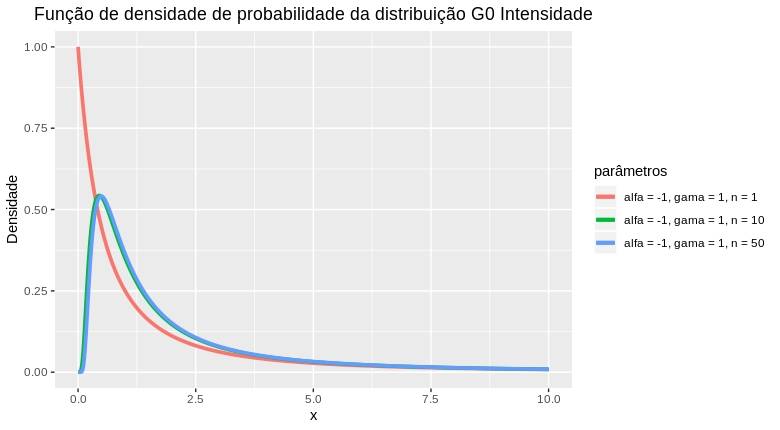 Função de densidade de probabilidade da distribuição G0 Intensidade
1.00
0.75
0.50
0.25
0.00
Densidade
0.0
2.5
5.0
7.5
10.0
x
parâmetros
alfa = -1, gama = 1, n = 1
alfa = -1, gama = 1, n = 10
alfa = -1, gama = 1, n = 50